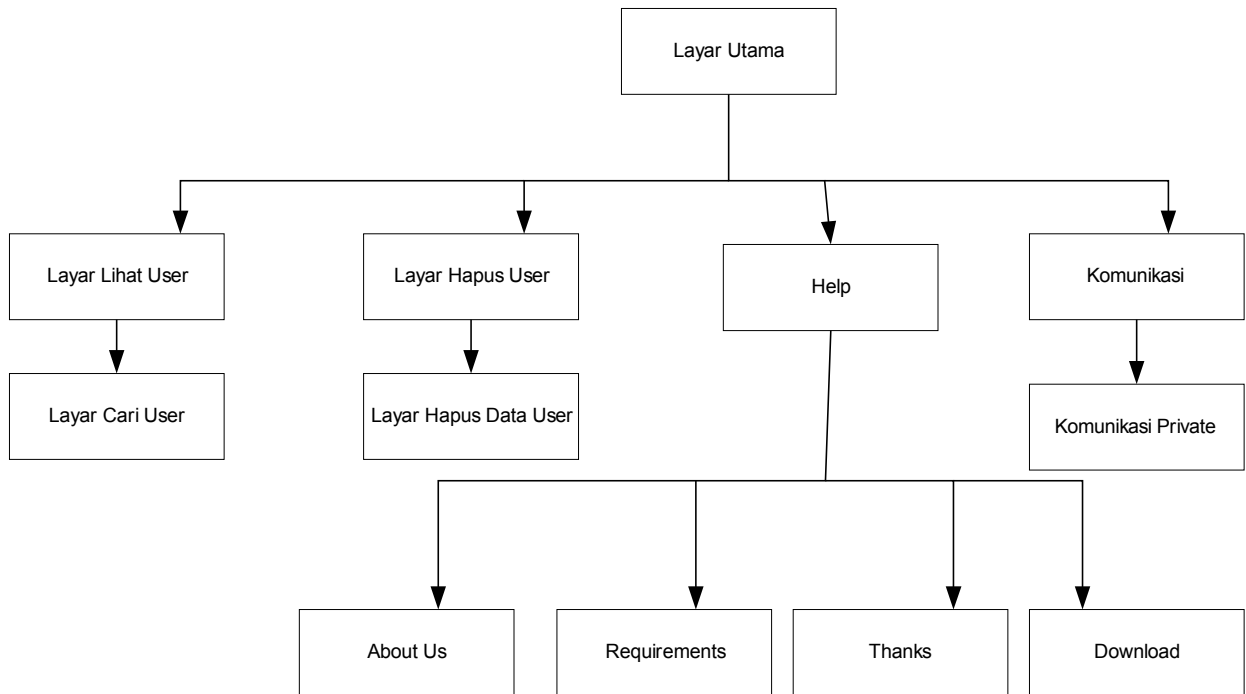 Layar Utama
Layar Lihat User
Layar Hapus User
Help
Komunikasi
Layar Cari User
Layar Hapus Data User
Komunikasi Private
About Us
Requirements
Thanks
Download